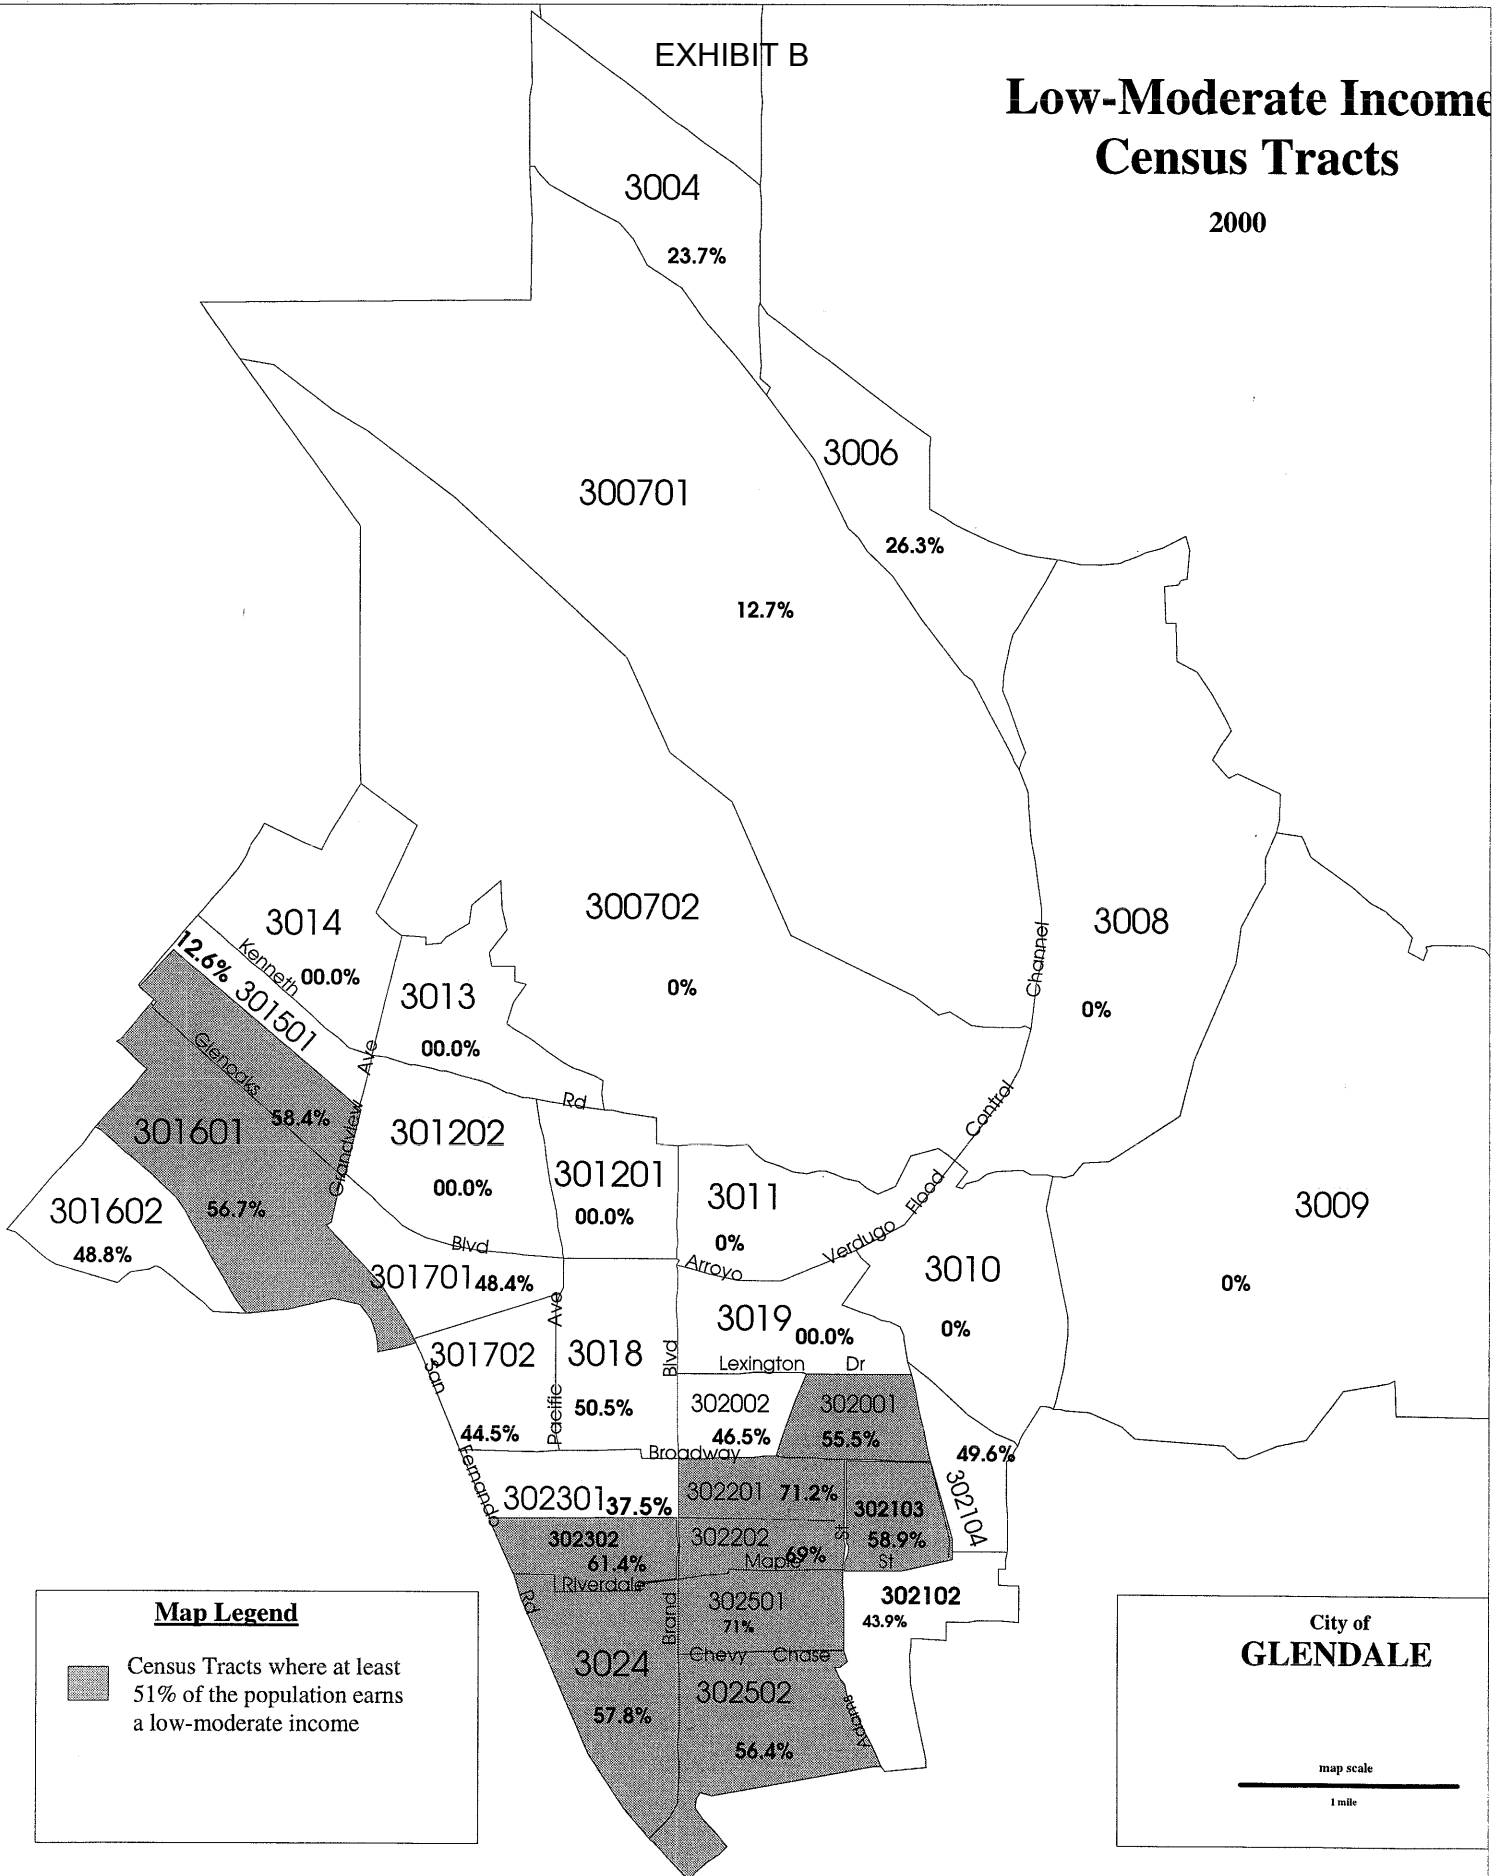 EXHIBIT B
Low-Moderate Income
Census Tracts
2000
3004
23.7%
3006
300701
26.3%
12.7%
300702
0%
3008
0%
Channel
3014
Kenneth
00.0%
12.6%
301501
3013
00.0%
Ave
Glenoaks
58.4%
Rd
Control
301601
Grandview
301202
00.0%
301201
00.0%
3011
0%
Flood
Verdugo
3009
0%
301602
48.8%
56.7%
Blvd
Arroyo
301701 48.4%
3010
0%
Ave
3019 00.0%
301702
3018
Blvd
Lexington Dr
San
Pacific
50.5%
302002
46.5%
302001
55.5%
44.5%
Broadway
49.6%
302104
Fernando
302301 37.5%
302201 71.2%
302103
58.9%
302302
61.4%
302202
69%
St
Maple St
Riverdale
Rd
302501
71%
302102
43.9%
Brand
Chevy Chase
3024
57.8%
302502
56.4%
Adams
Map Legend
Census Tracts where at least
51% of the population earns
a low-moderate income
City of
GLENDALE
map scale
1 mile